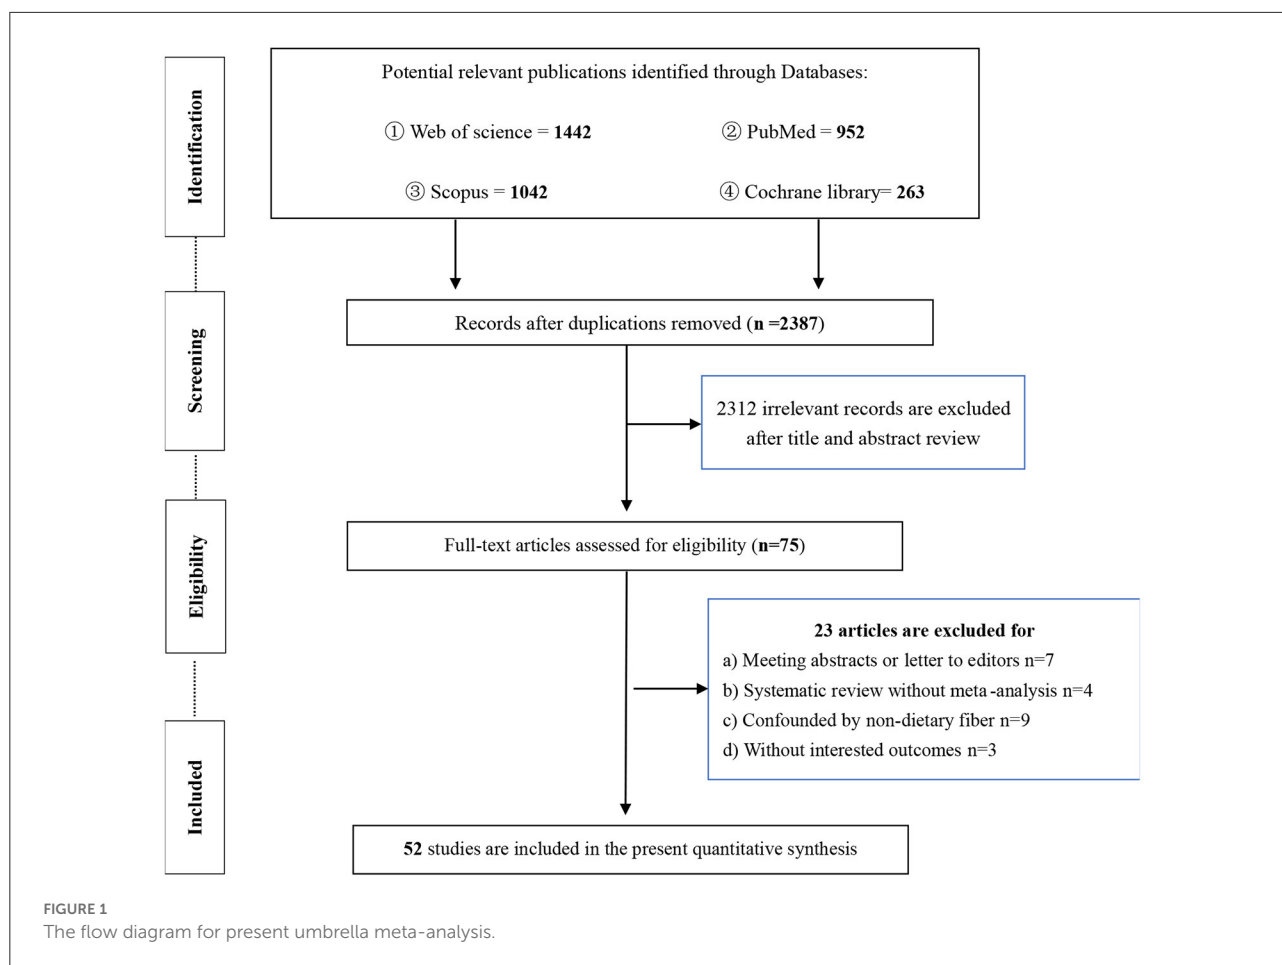 Identification
Potential relevant publications identified through Databases:
① Web of science = 1442
② PubMed = 952
③ Scopus = 1042
④ Cochrane library= 263
Screening
Records after duplications removed (n =2387)
2312 irrelevant records are excluded
after title and abstract review
Eligibility
Full-text articles assessed for eligibility (n=75)
23 articles are excluded for
a) Meeting abstracts or letter to editors n=7
b) Systematic review without meta-analysis n=4
c) Confounded by non-dietary fiber n=9
d) Without interested outcomes n=3
Included
52 studies are included in the present quantitative synthesis
FIGURE 1
The flow diagram for present umbrella meta-analysis.